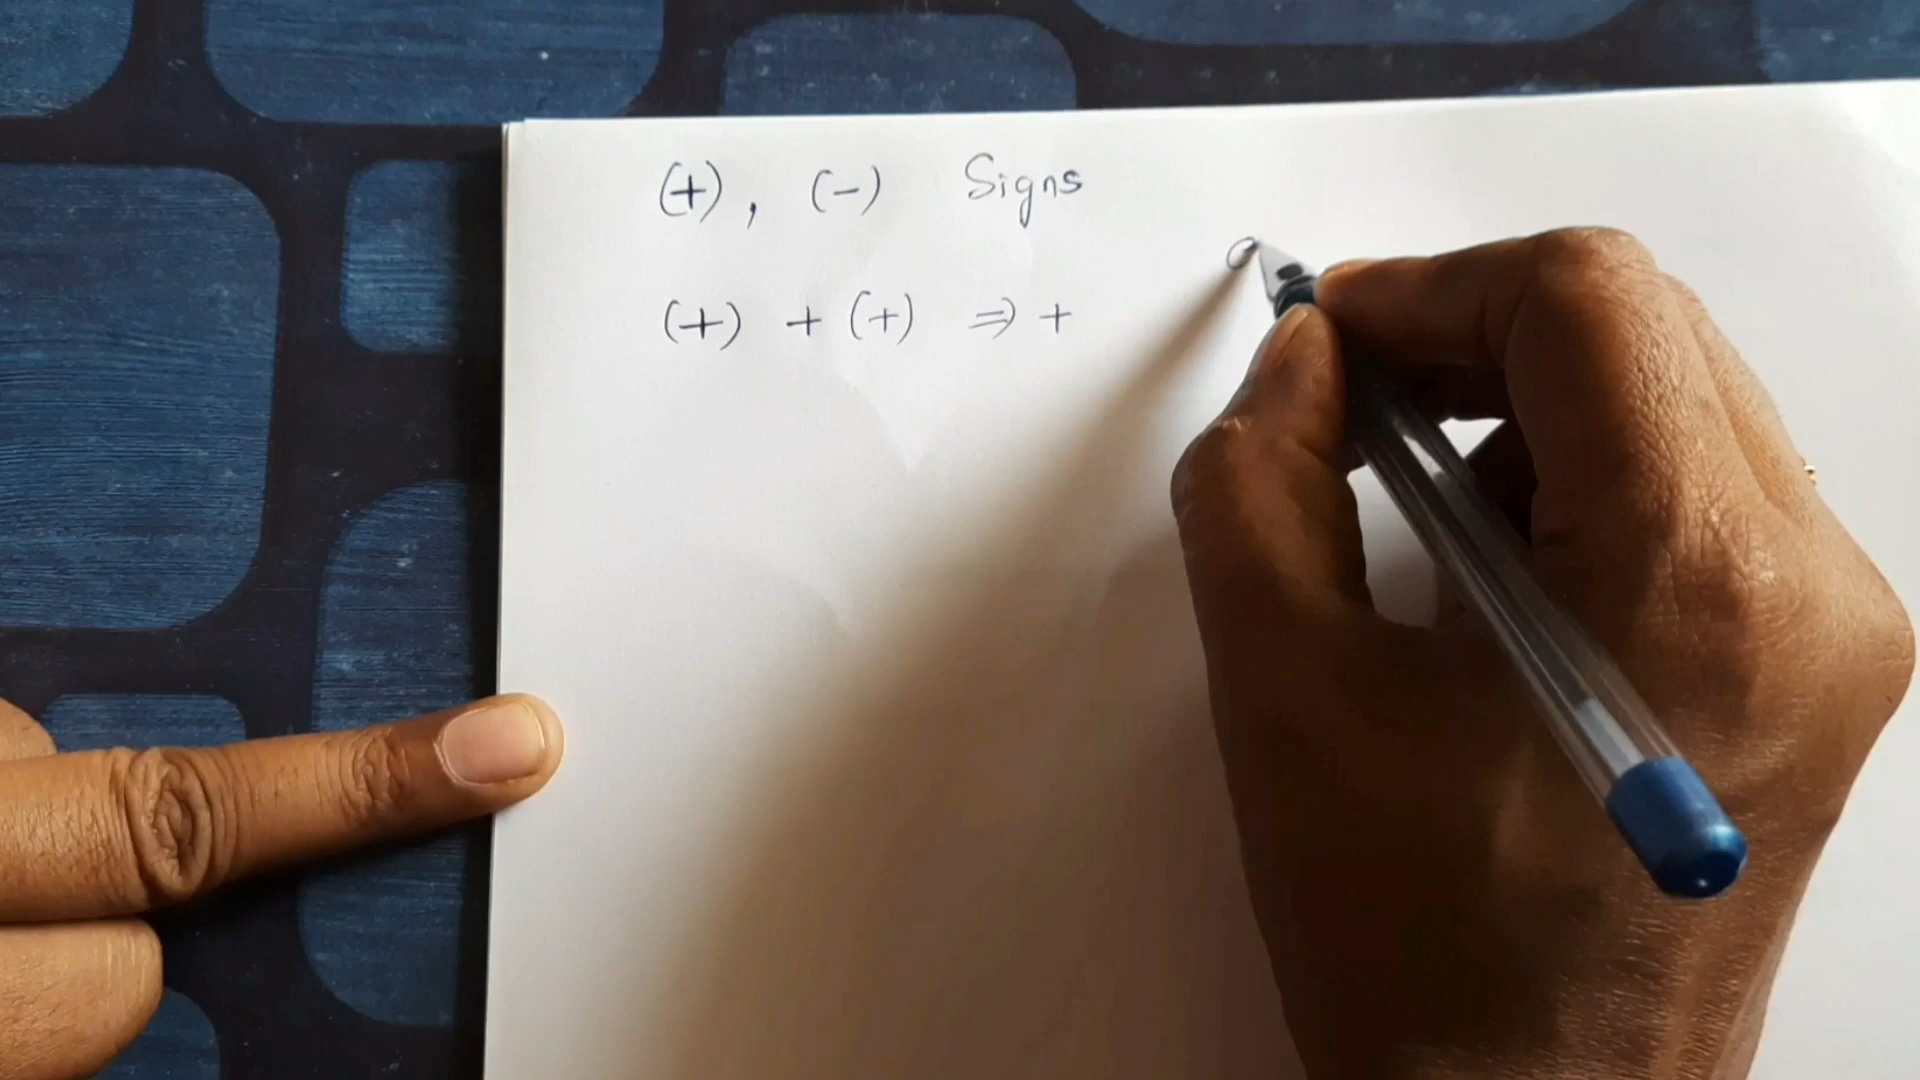 (+), (-) Signs
(+) + (+) ⇒ +